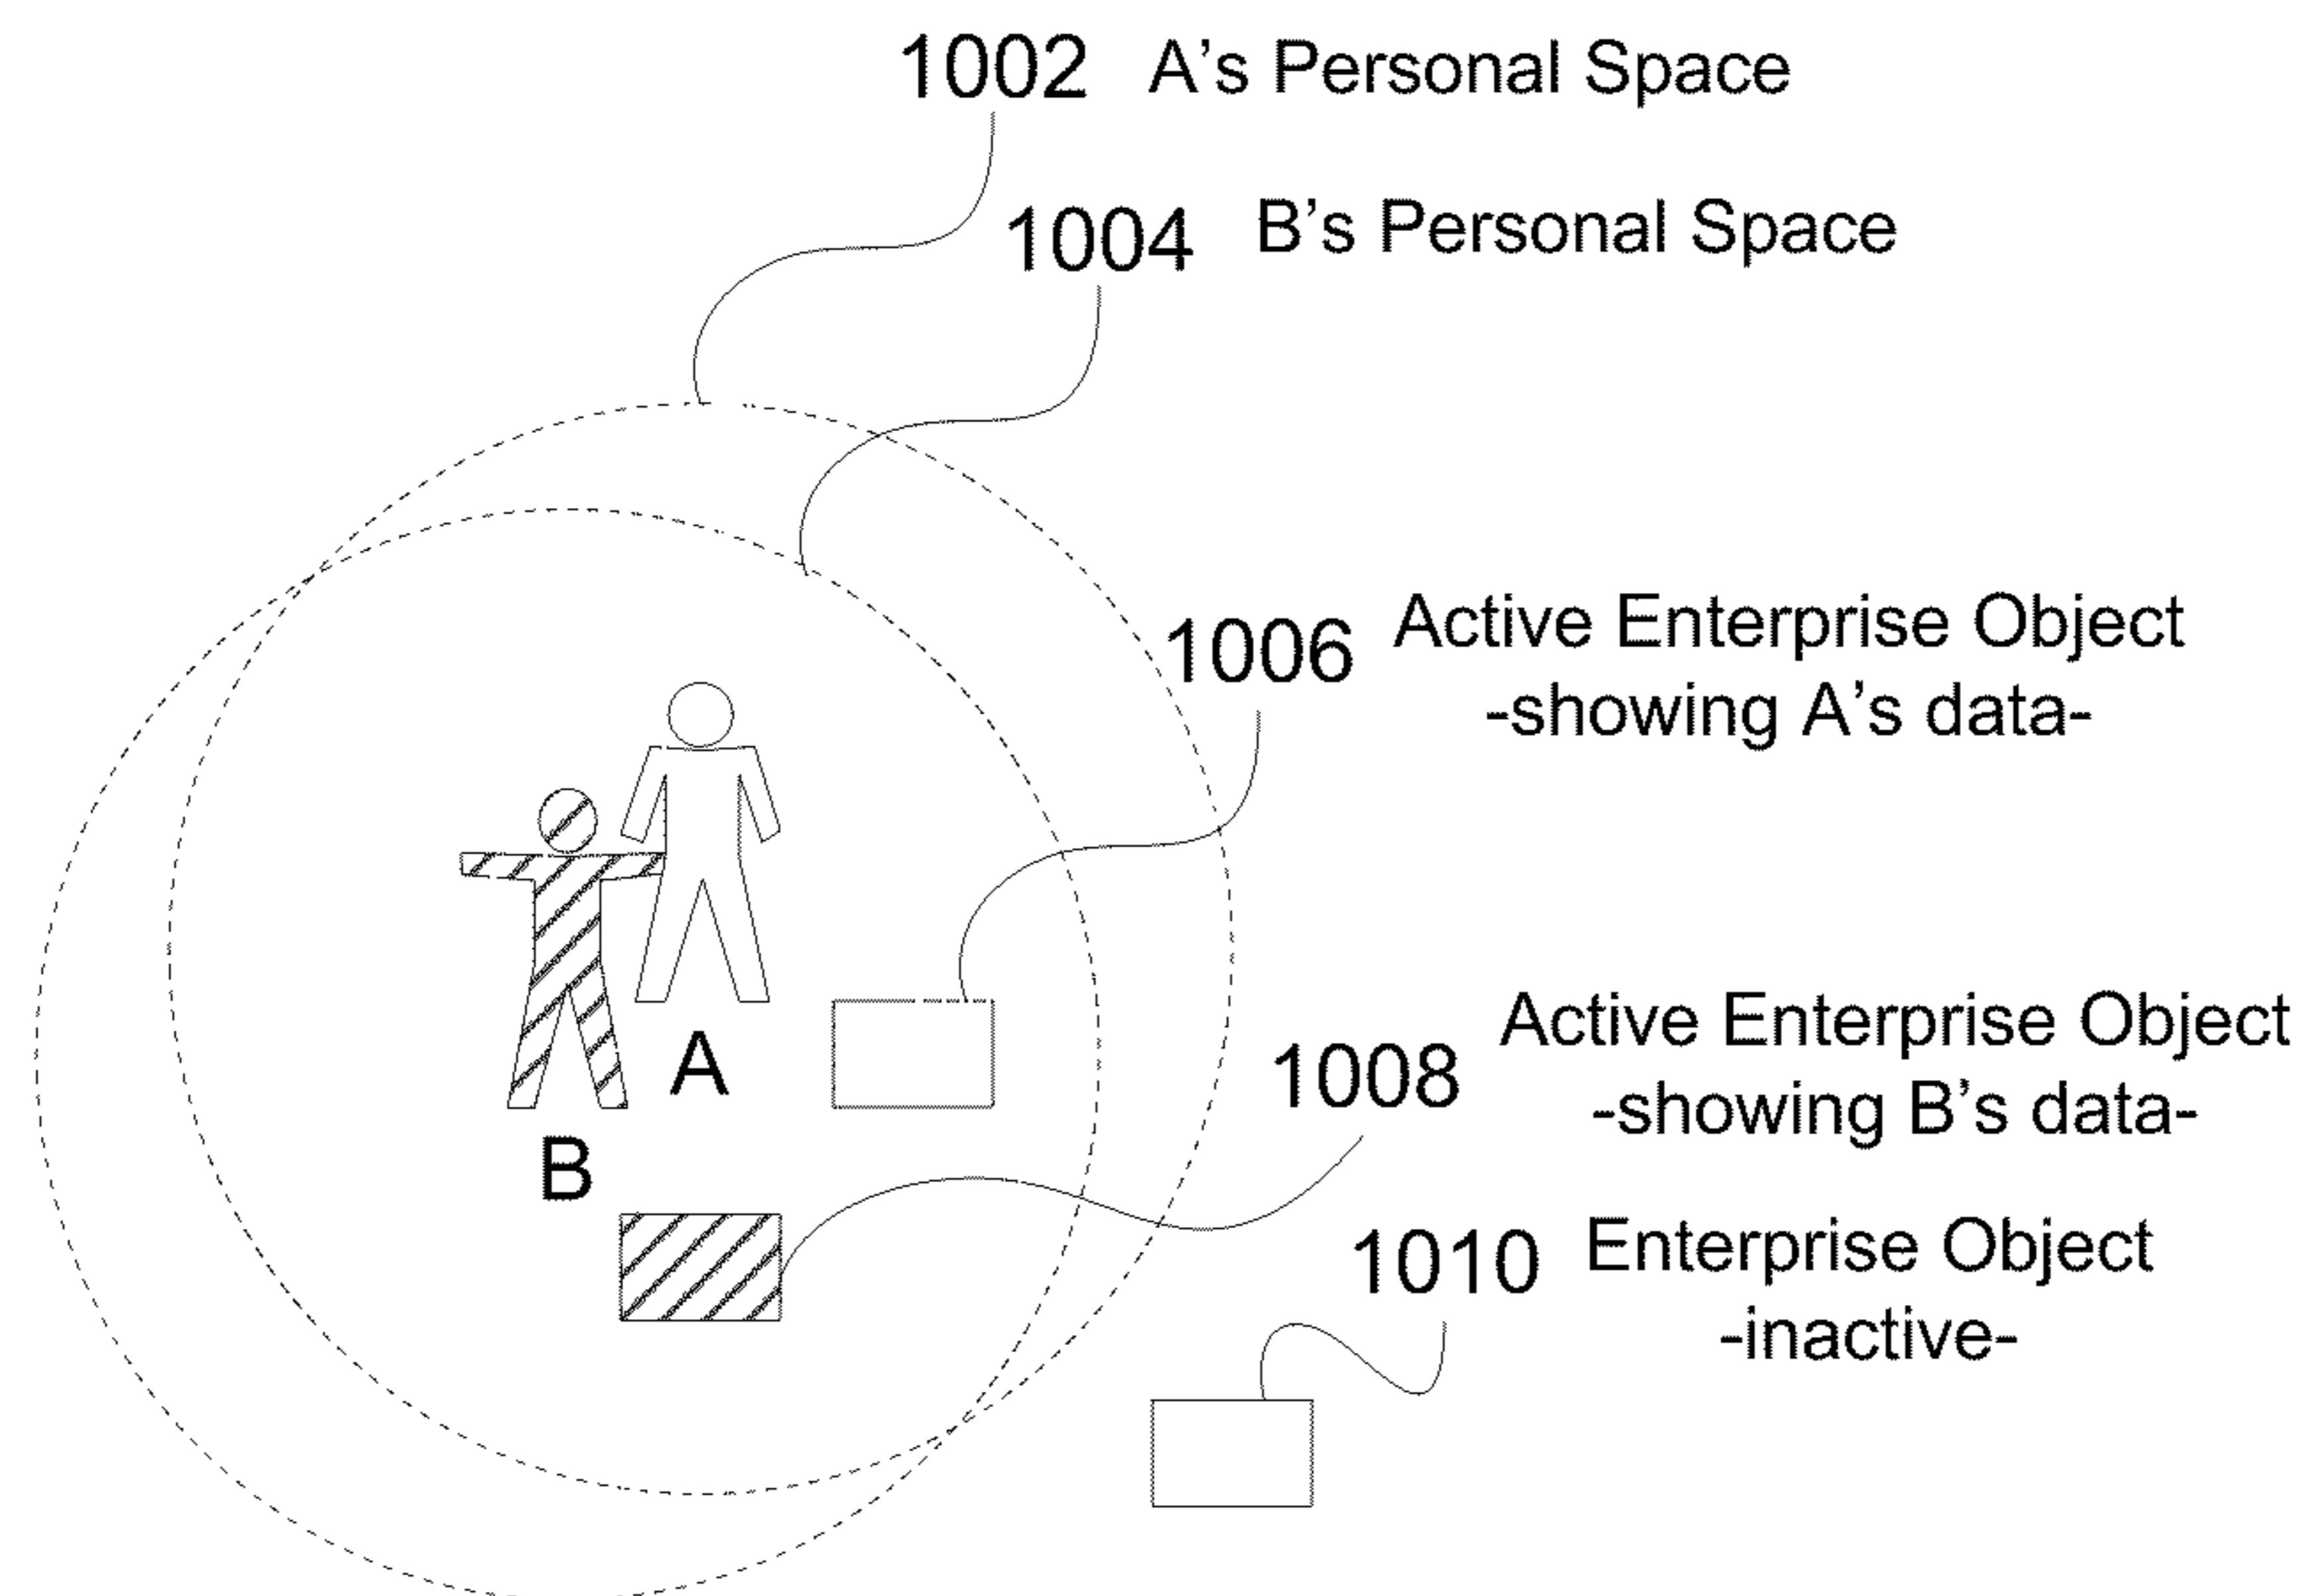 1002 A's Personal Space
1004 B's Personal Space
1006 Active Enterprise Object
-showing A's data-
1008 Active Enterprise Object
-showing B's data-
A
B
1010 Enterprise Object
-inactive-